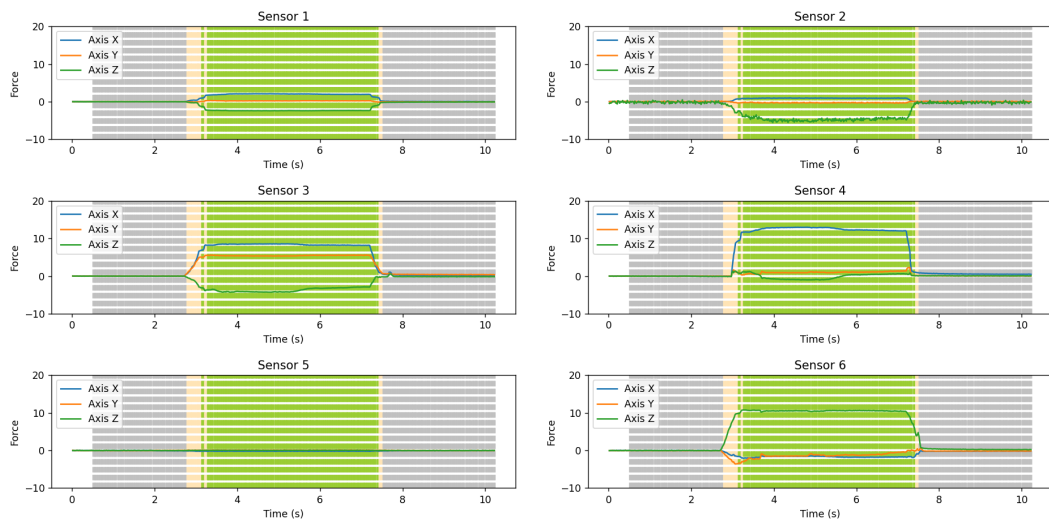 Sensor 1
20
10
0
−10
Force
Axis X
Axis Y
Axis Z
0 2 4 6 8 10
Time (s)
Sensor 2
20
10
0
−10
Force
Axis X
Axis Y
Axis Z
0 2 4 6 8 10
Time (s)
Sensor 3
20
10
0
−10
Force
Axis X
Axis Y
Axis Z
0 2 4 6 8 10
Time (s)
Sensor 4
20
10
0
−10
Force
Axis X
Axis Y
Axis Z
0 2 4 6 8 10
Time (s)
Sensor 5
20
10
0
−10
Force
Axis X
Axis Y
Axis Z
0 2 4 6 8 10
Time (s)
Sensor 6
20
10
0
−10
Force
Axis X
Axis Y
Axis Z
0 2 4 6 8 10
Time (s)